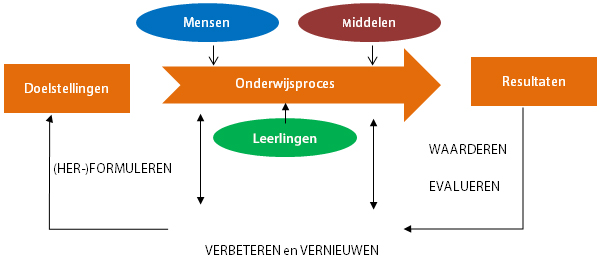 Mensen
Middelen
Doelstellingen
Onderwijsproces
Resultaten
Leerlingen
WAARDEREN
(HER-)FORMULEREN
EVALUEREN
VERBETEREN en VERNIEUWEN